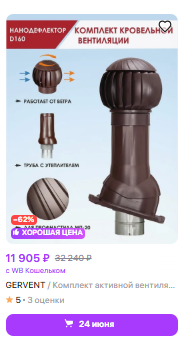 НАНОДЕФЛЕКТОР
D160
КОМПЛЕКТ КРОВЕЛЬНОЙ
ВЕНТИЛЯЦИИ
РАБОТАЕТ ОТ ВЕТРА
ТРУБА С УТЕПЛИТЕЛЕМ
−62%
ХОРОШАЯ ЦЕНА
11 905 ₽ 32 240 ₽
с WB Кошельком
GERVENT / Комплект активной вентиля...
5 · 3 оценки
24 июня